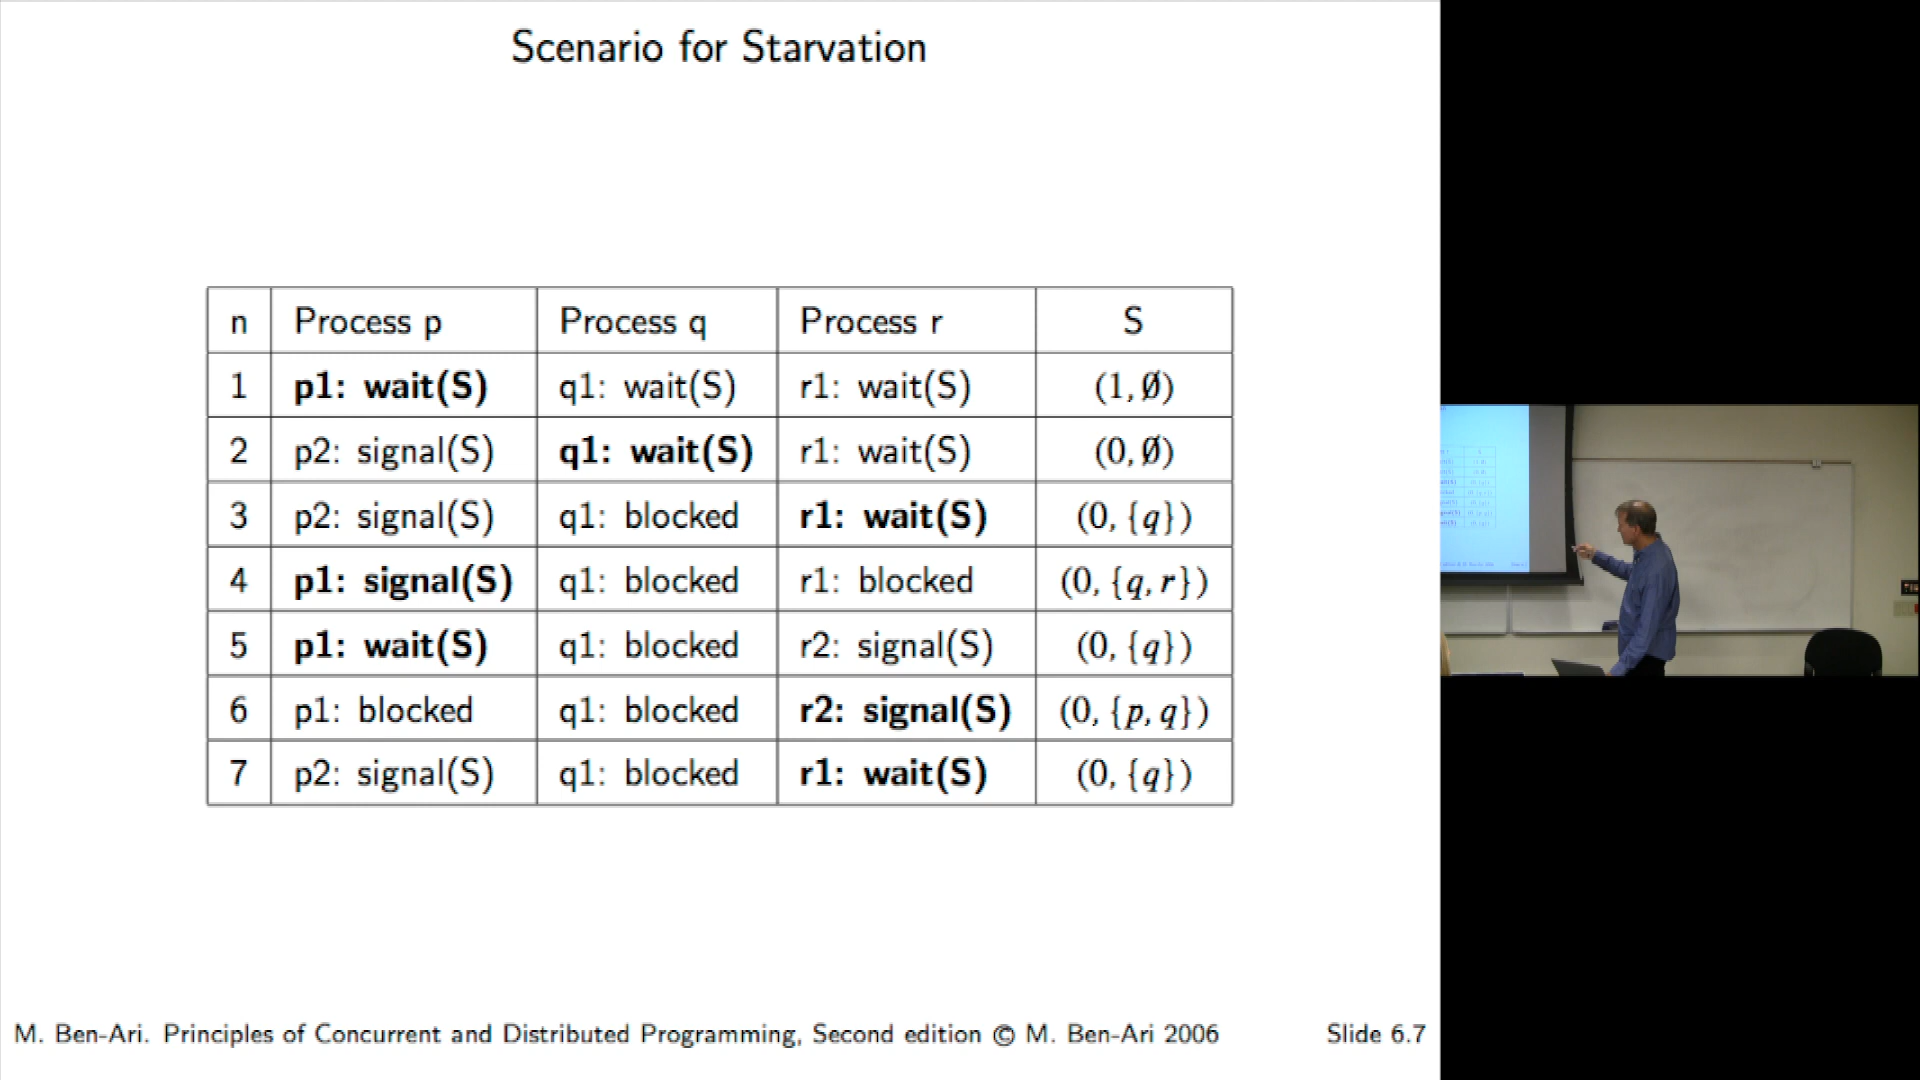 Scenario for Starvation
n Process p Process q Process r S
1 p1: wait(S) q1: wait(S) r1: wait(S) (1, ∅)
2 p2: signal(S) q1: wait(S) r1: wait(S) (0, ∅)
3 p2: signal(S) q1: blocked r1: wait(S) (0, {q})
4 p1: signal(S) q1: blocked r1: blocked (0, {q, r})
5 p1: wait(S) q1: blocked r2: signal(S) (0, {q})
6 p1: blocked q1: blocked r2: signal(S) (0, {p, q})
7 p2: signal(S) q1: blocked r1: wait(S) (0, {q})
M. Ben-Ari. Principles of Concurrent and Distributed Programming, Second edition © M. Ben-Ari 2006
Slide 6.7